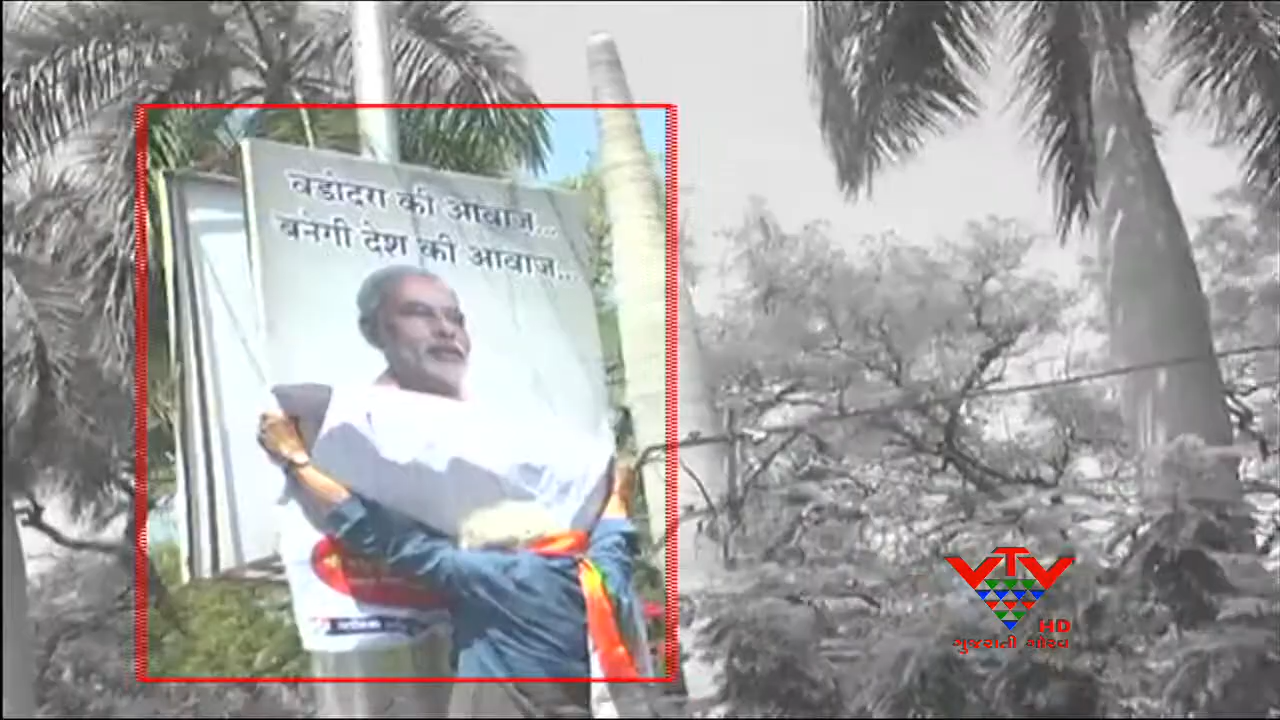 वडोदरा की आवाज...
बनेगी देश की आवाज...
VTV
HD
ગુજરાતી ગૌરવ